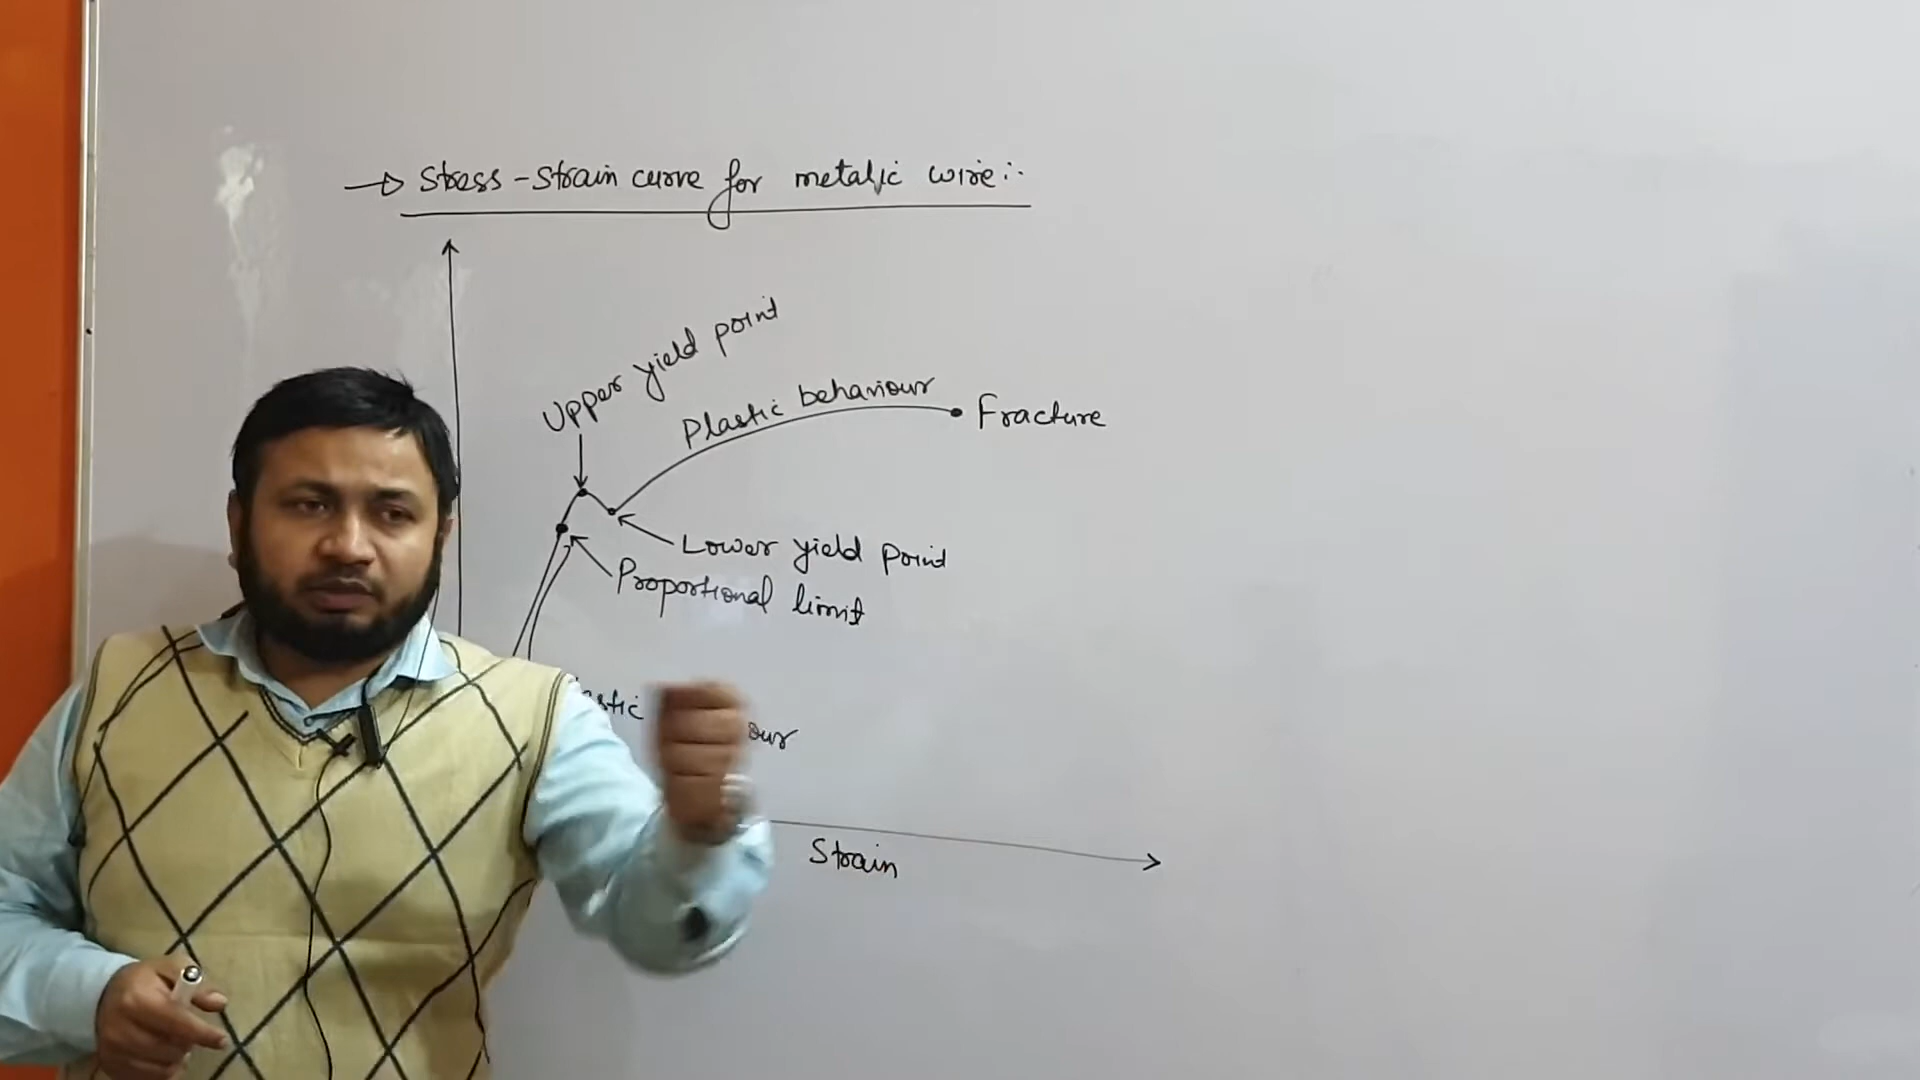 Stress-strain curve for metalic wire:-
Upper yield point
Plastic behaviour
Fracture
Lower yield point
Proportional limit
Strain